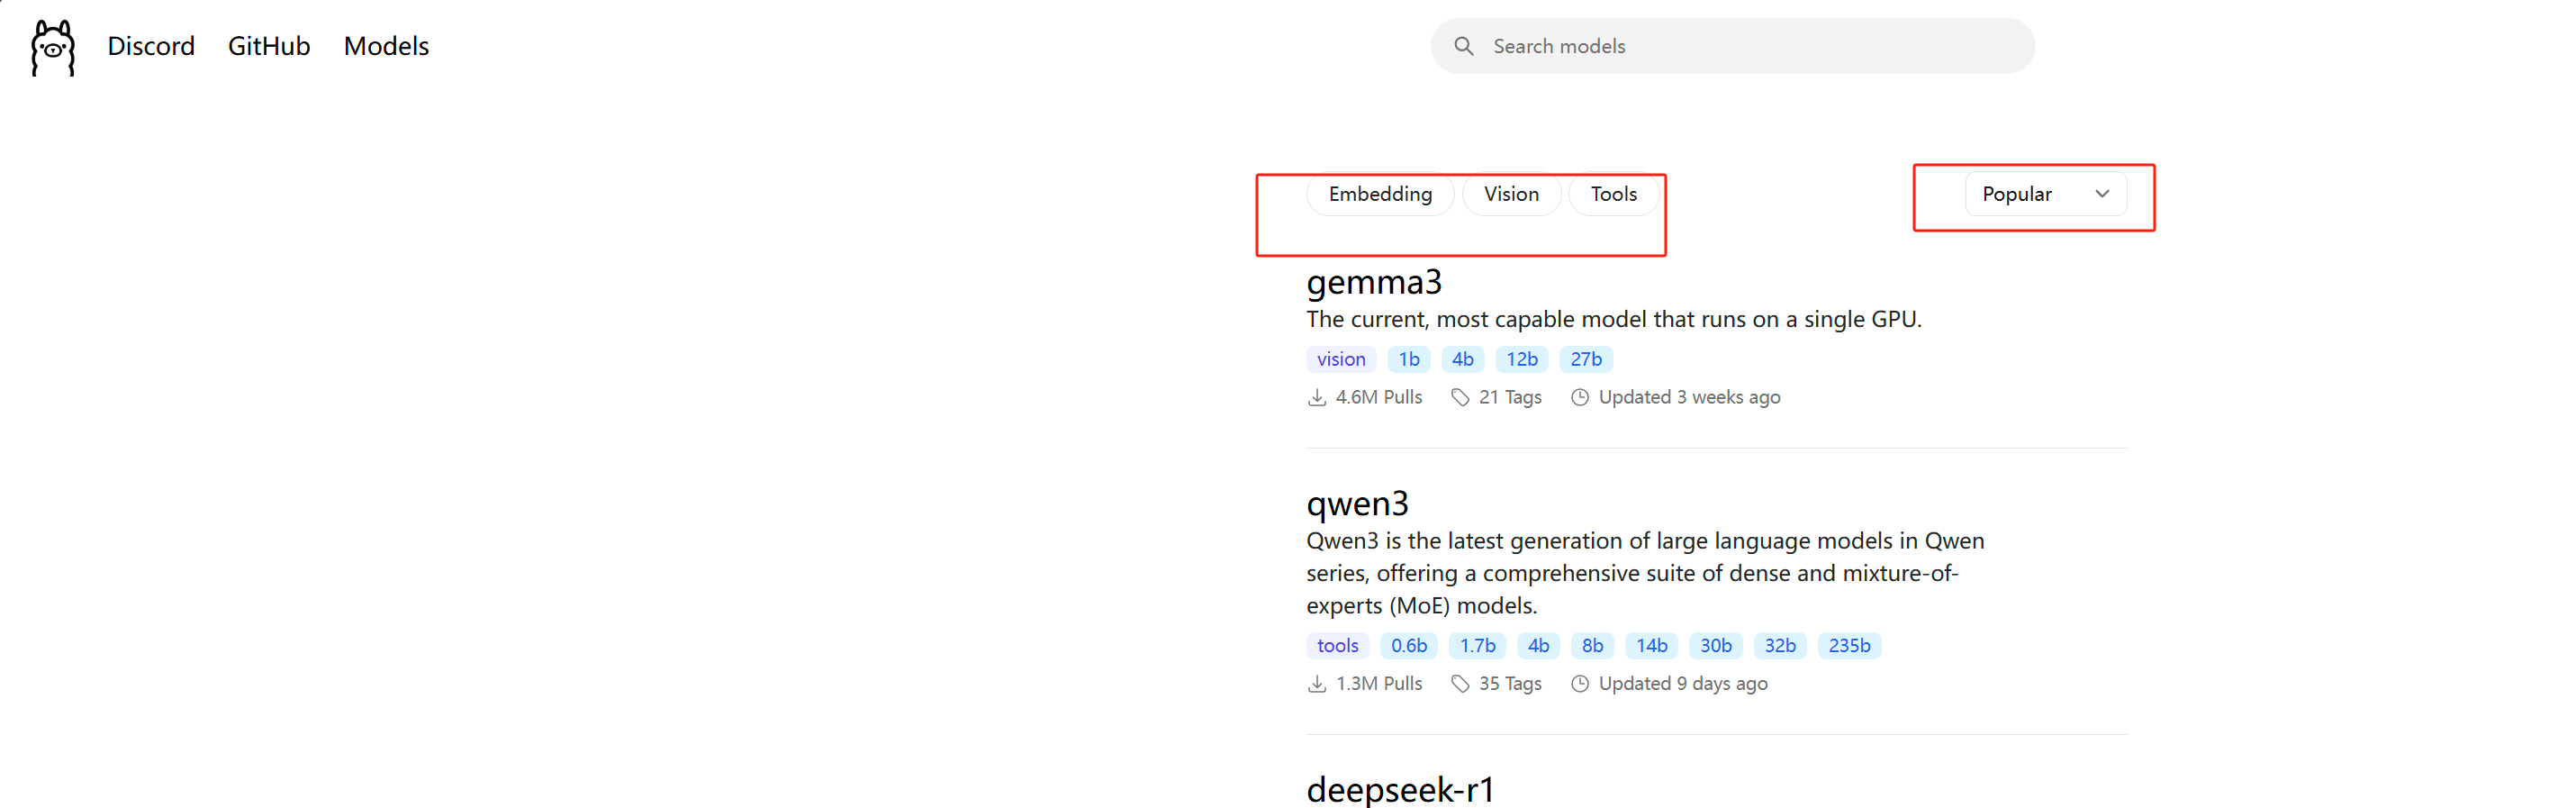 Discord GitHub Models Search models
Embedding Vision Tools Popular
gemma3
The current, most capable model that runs on a single GPU.
vision 1b 4b 12b 27b
4.6M Pulls 21 Tags Updated 3 weeks ago
qwen3
Qwen3 is the latest generation of large language models in Qwen
series, offering a comprehensive suite of dense and mixture-of-
experts (MoE) models.
tools 0.6b 1.7b 4b 8b 14b 30b 32b 235b
1.3M Pulls 35 Tags Updated 9 days ago
deepseek-r1